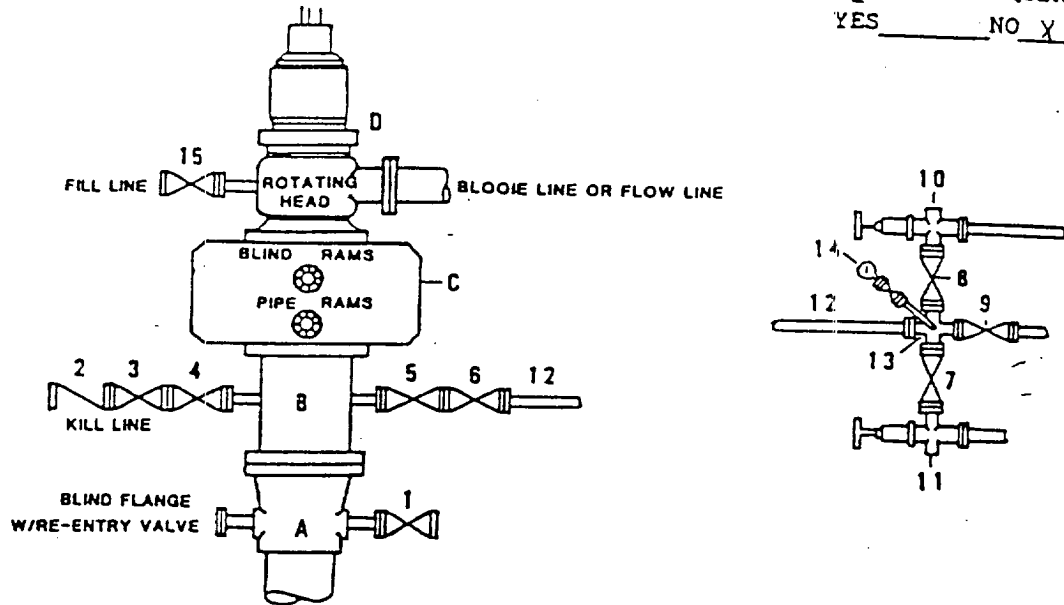 YES NO X
D
15
FILL LINE
ROTATING
HEAD
BLOOIE LINE OR FLOW LINE
BLIND RAMS
C
PIPE RAMS
2 3 4
B
5 6 12
KILL LINE
BLIND FLANGE
W/RE-ENTRY VALVE
A
1
10
14
8
12
9
13
7
11